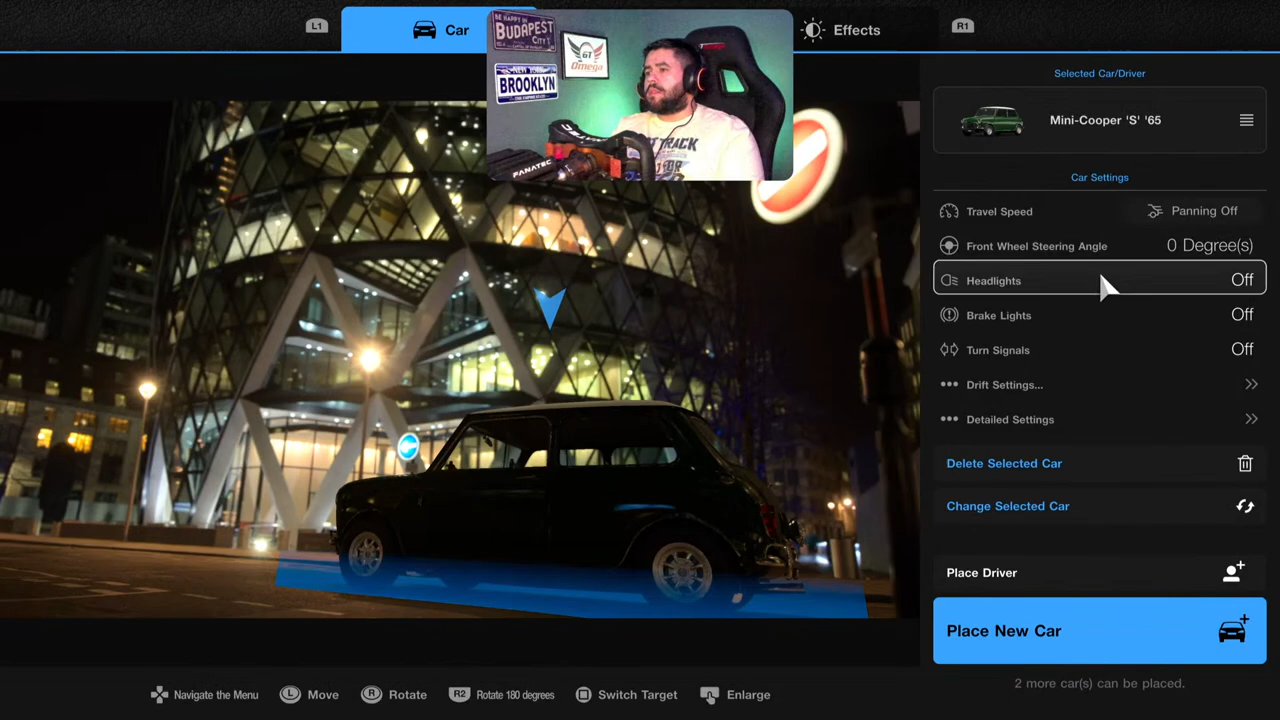 L1
Car
Effects
R1
BE HAPPY IN
BUDAPEST
CITY
BROOKLYN
GT
Omega
TRACK
FANATEC
Selected Car/Driver
Mini-Cooper 'S' '65
Car Settings
Travel Speed
Panning Off
Front Wheel Steering Angle
0 Degree(s)
Headlights
Off
Brake Lights
Off
Turn Signals
Off
Drift Settings...
Detailed Settings
Delete Selected Car
Change Selected Car
Place Driver
Place New Car
2 more car(s) can be placed.
Navigate the Menu
L
Move
R
Rotate
R2
Rotate 180 degrees
Switch Target
Enlarge